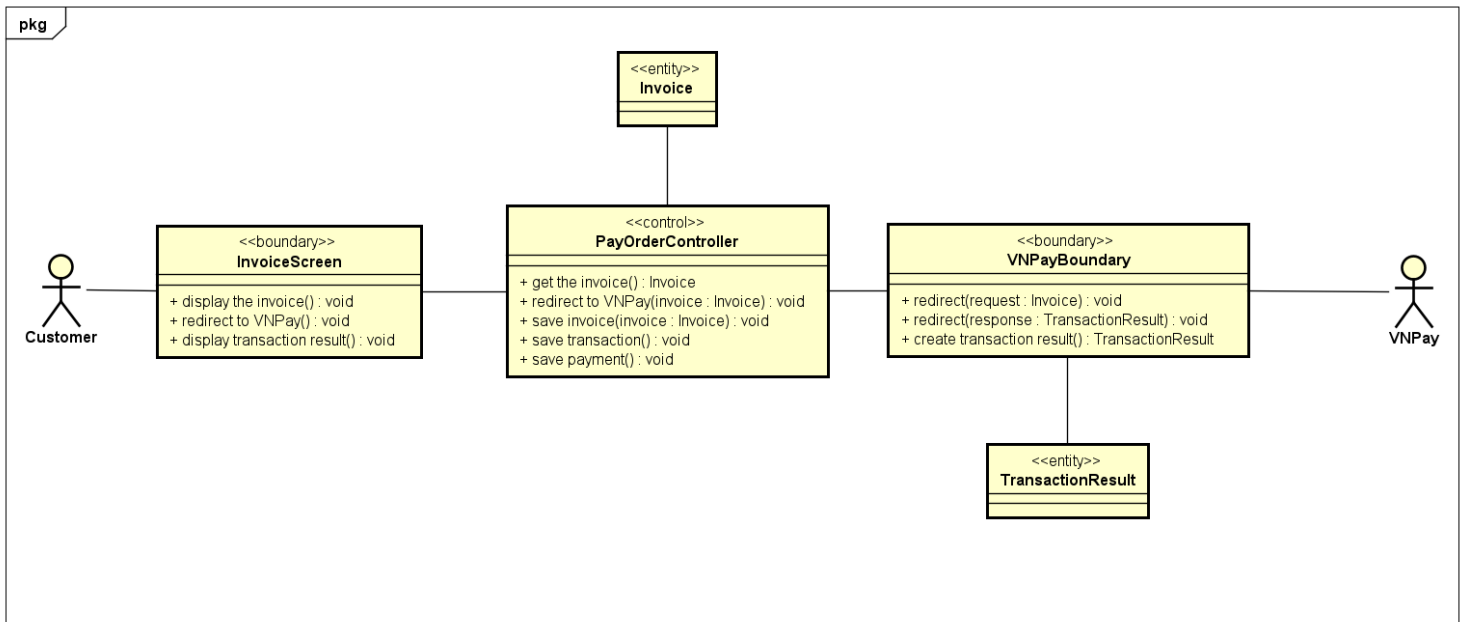 pkg
<<entity>>
Invoice
<<boundary>>
InvoiceScreen
+ display the invoice() : void
+ redirect to VNPay() : void
+ display transaction result() : void
<<control>>
PayOrderController
+ get the invoice() : Invoice
+ redirect to VNPay(invoice : Invoice) : void
+ save invoice(invoice : Invoice) : void
+ save transaction() : void
+ save payment() : void
<<boundary>>
VNPayBoundary
+ redirect(request : Invoice) : void
+ redirect(response : TransactionResult) : void
+ create transaction result() : TransactionResult
Customer
VNPay
<<entity>>
TransactionResult